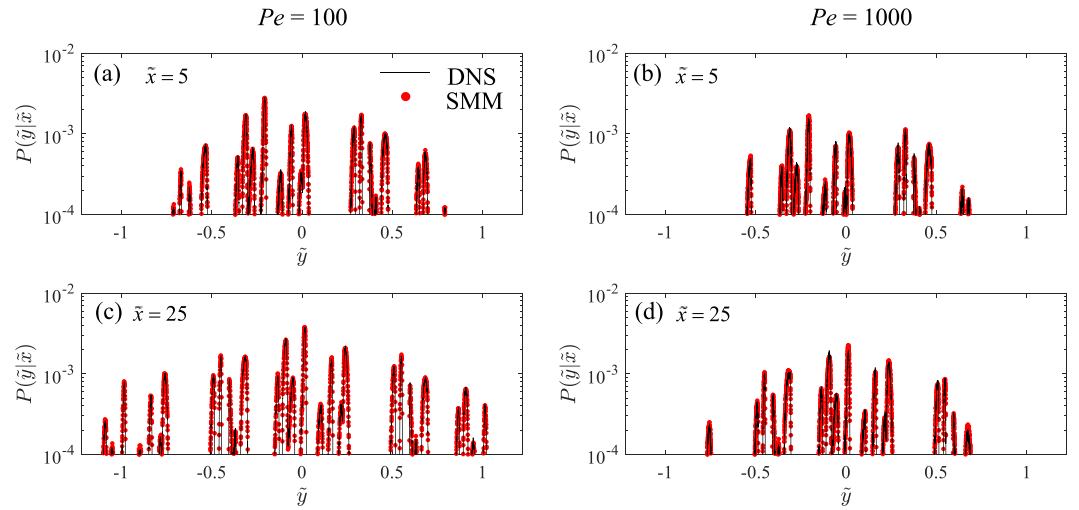 Pe = 100
Pe = 1000
(a) x̃ = 5
DNS
SMM
10⁻²
10⁻³
10⁻⁴
P(ỹ|x̃)
-1 -0.5 0 0.5 1
ỹ
(b) x̃ = 5
10⁻²
10⁻³
10⁻⁴
P(ỹ|x̃)
-1 -0.5 0 0.5 1
ỹ
(c) x̃ = 25
10⁻²
10⁻³
10⁻⁴
P(ỹ|x̃)
-1 -0.5 0 0.5 1
ỹ
(d) x̃ = 25
10⁻²
10⁻³
10⁻⁴
P(ỹ|x̃)
-1 -0.5 0 0.5 1
ỹ